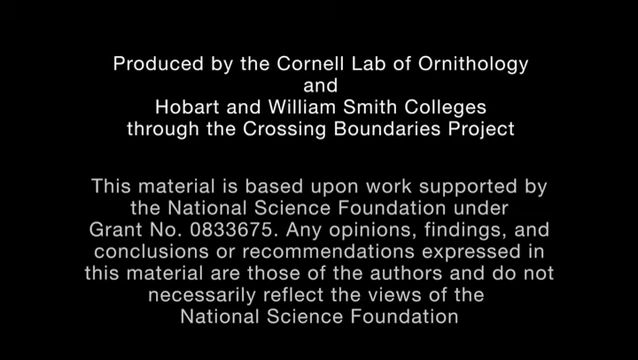 Produced by the Cornell Lab of Ornithology
and
Hobart and William Smith Colleges
through the Crossing Boundaries Project
This material is based upon work supported by
the National Science Foundation under
Grant No. 0833675. Any opinions, findings, and
conclusions or recommendations expressed in
this material are those of the authors and do not
necessarily reflect the views of the
National Science Foundation